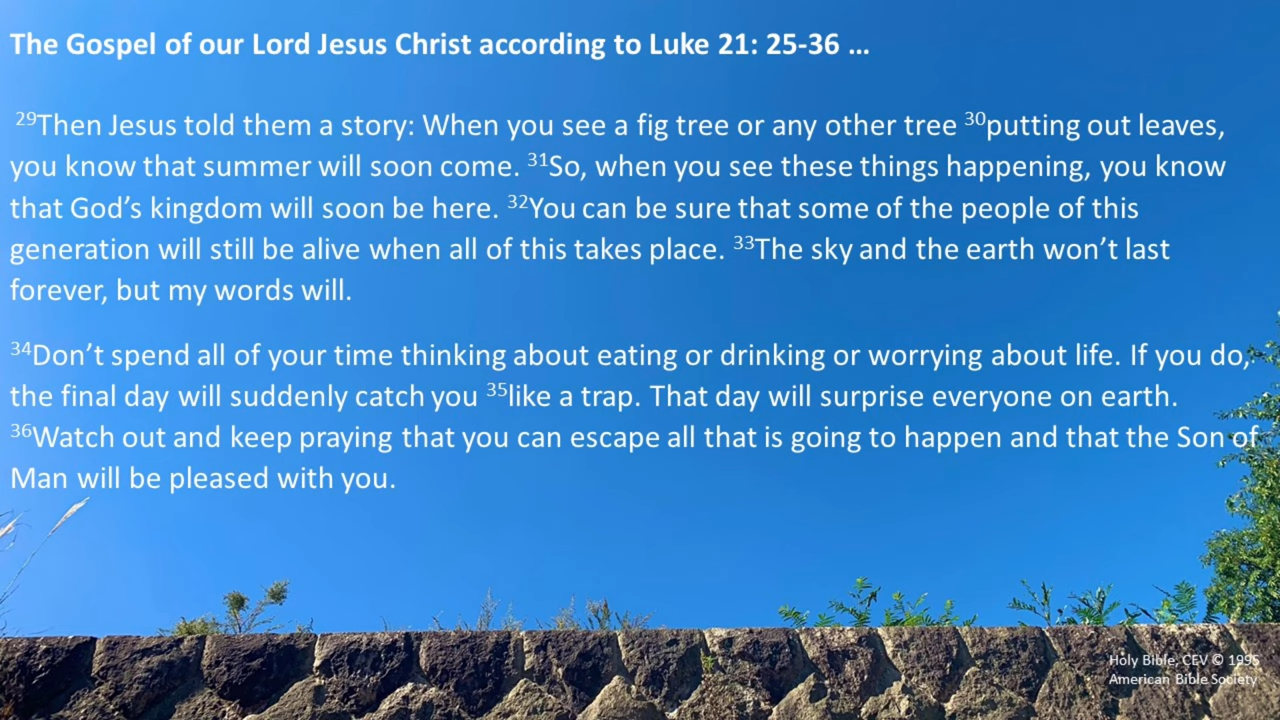 The Gospel of our Lord Jesus Christ according to Luke 21: 25-36 ...
²⁹Then Jesus told them a story: When you see a fig tree or any other tree ³⁰putting out leaves,
you know that summer will soon come. ³¹So, when you see these things happening, you know
that God’s kingdom will soon be here. ³²You can be sure that some of the people of this
generation will still be alive when all of this takes place. ³³The sky and the earth won’t last
forever, but my words will.
³⁴Don’t spend all of your time thinking about eating or drinking or worrying about life. If you do,
the final day will suddenly catch you ³⁵like a trap. That day will surprise everyone on earth.
³⁶Watch out and keep praying that you can escape all that is going to happen and that the Son of
Man will be pleased with you.
Holy Bible, CEV © 1995
American Bible Society